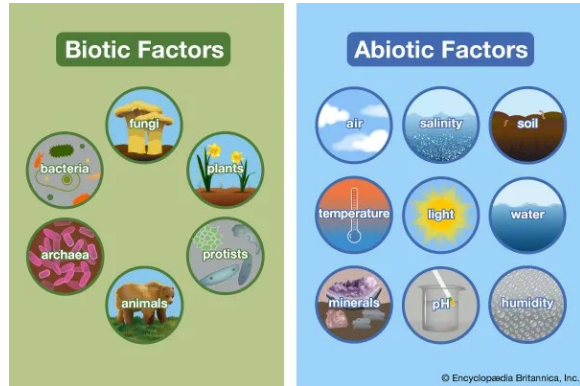 Biotic Factors
fungi
bacteria
plants
archaea
protists
animals
Abiotic Factors
air
salinity
soil
temperature
light
water
minerals
pH
humidity
© Encyclopædia Britannica, Inc.